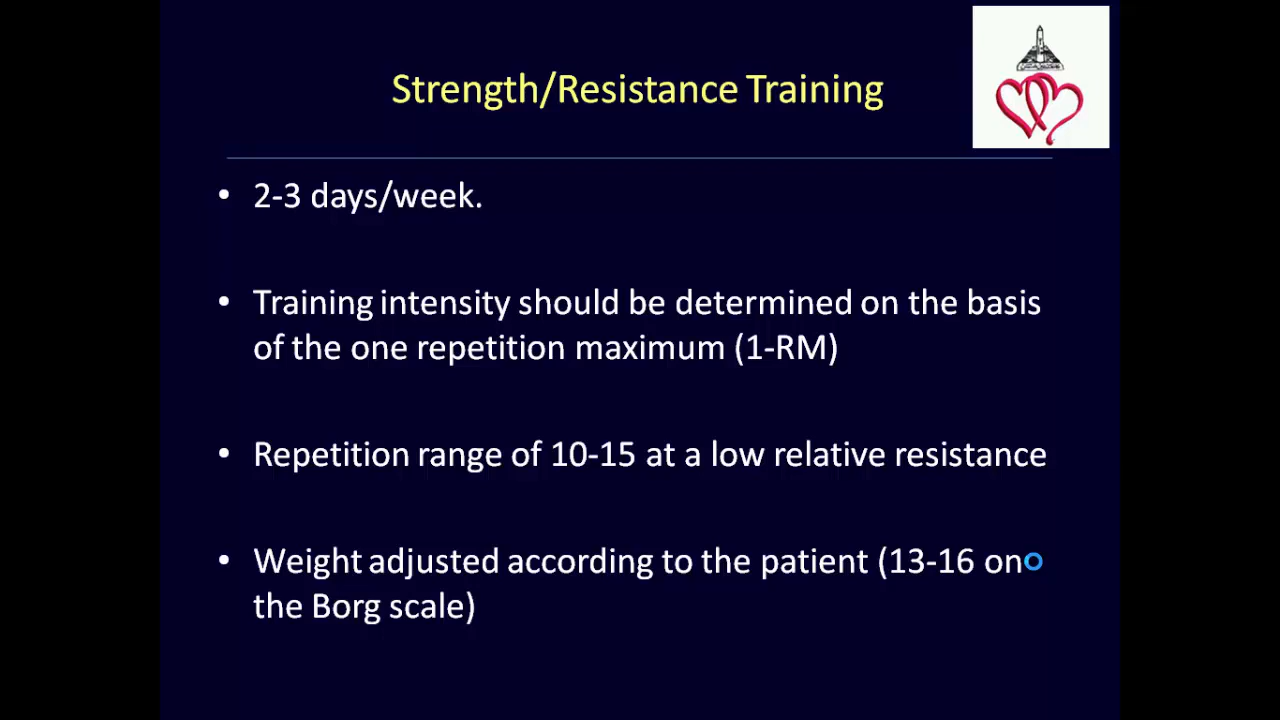 Strength/Resistance Training
• 2-3 days/week.
• Training intensity should be determined on the basis
of the one repetition maximum (1-RM)
• Repetition range of 10-15 at a low relative resistance
• Weight adjusted according to the patient (13-16 on
the Borg scale)